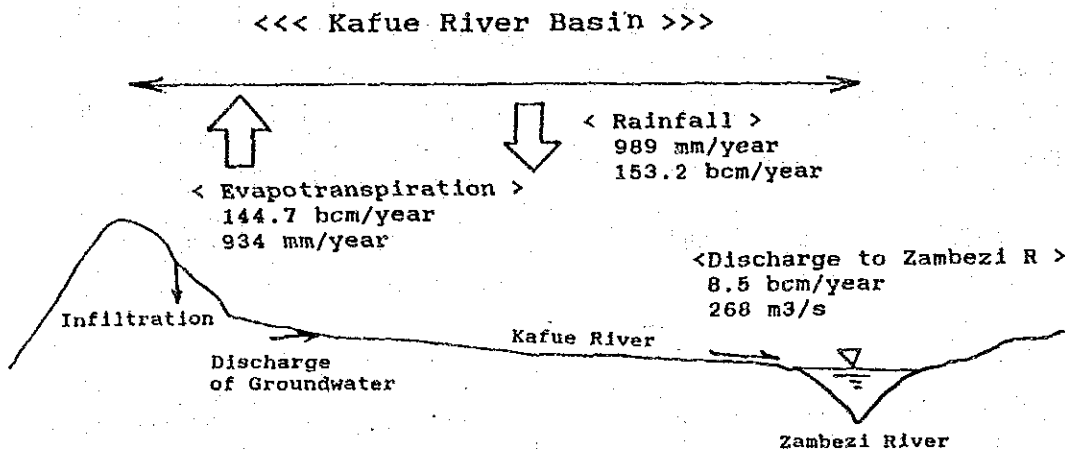 <<< Kafue River Basin >>>
< Rainfall >
989 mm/year
153.2 bcm/year
< Evapotranspiration >
144.7 bcm/year
934 mm/year
<Discharge to Zambezi R >
8.5 bcm/year
268 m3/s
Infiltration
Kafue River
Discharge
of Groundwater
Zambezi River